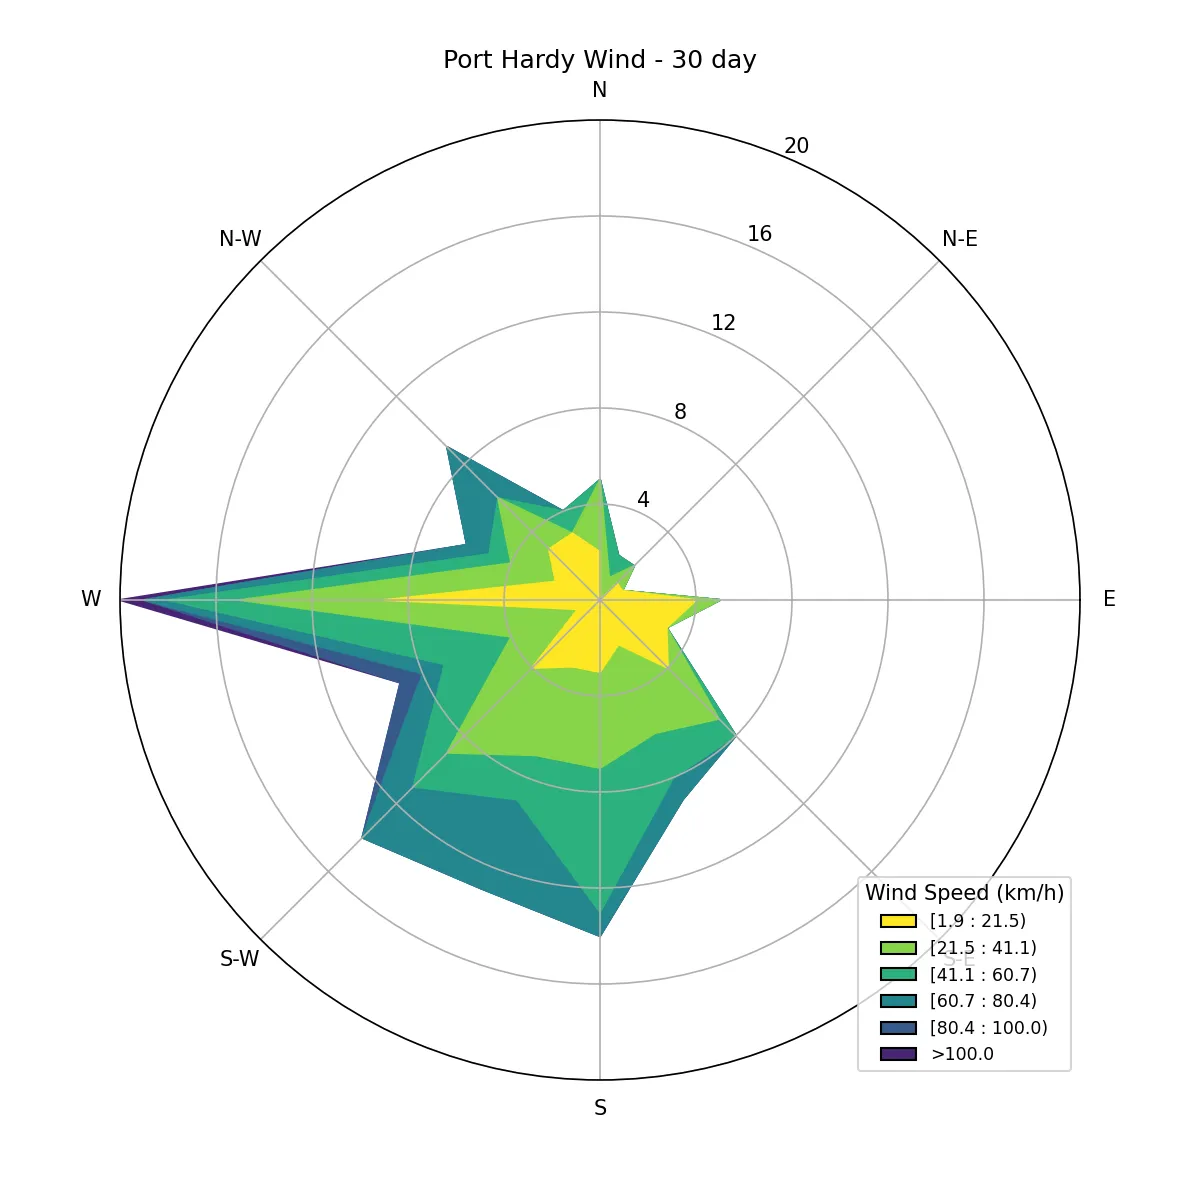 Port Hardy Wind - 30 day
N
20
16
N-W
N-E
12
8
4
W
E
Wind Speed (km/h)
[1.9 : 21.5)
[21.5 : 41.1)
S-W
S-E
[41.1 : 60.7)
[60.7 : 80.4)
[80.4 : 100.0)
>100.0
S